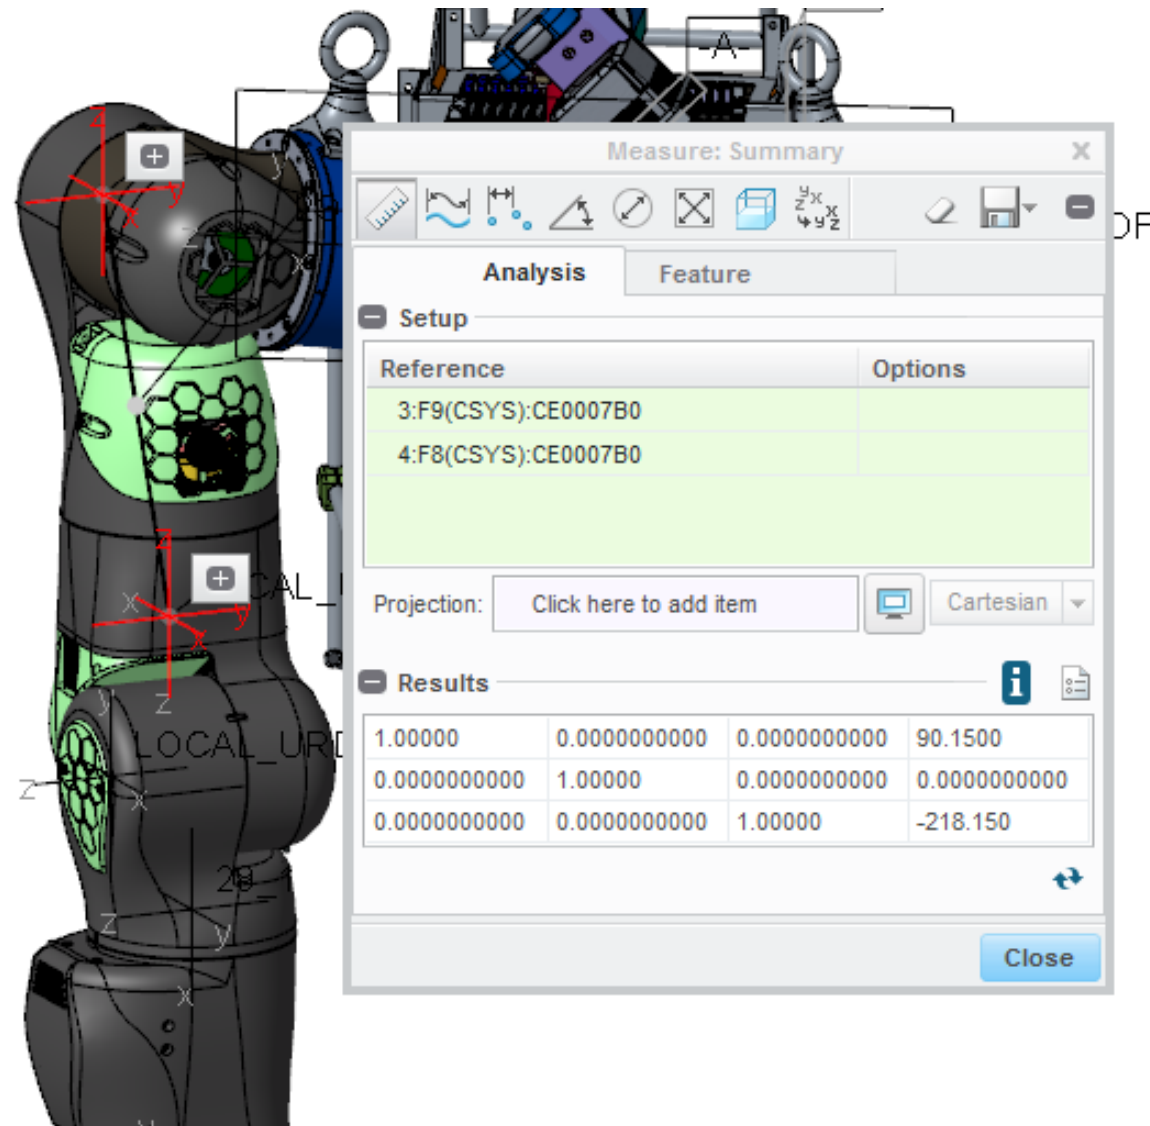 -A-
Measure: Summary
DF
Analysis
Feature
Setup
Reference
Options
3:F9(CSYS):CE0007B0
4:F8(CSYS):CE0007B0
Projection:
Click here to add item
Cartesian
Results
1.00000 0.0000000000 0.0000000000 90.1500
0.0000000000 1.00000 0.0000000000 0.0000000000
0.0000000000 0.0000000000 1.00000 -218.150
Close
z
y
x
y
z
x
z
CAL_
x
y
x
y
z
LOCAL_URD
z
x
z
y
x